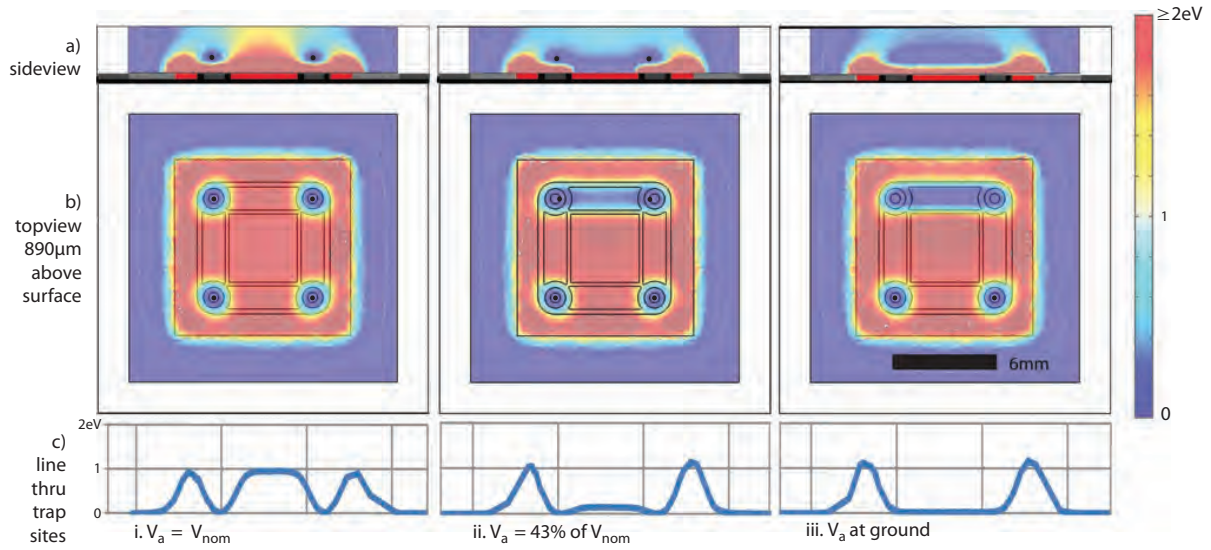 a)
sideview
≥2eV
b)
topview
890µm
above
surface
1
6mm
0
c)
line
thru
trap
sites
2eV
1
0
i. Va = Vnom
ii. Va = 43% of Vnom
iii. Va at ground